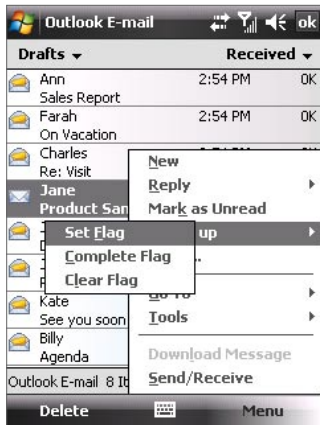 Outlook E-mail ok
Drafts Received
Ann 2:54 PM 0K
Sales Report
Farah 2:54 PM 0K
On Vacation
Charles
Re: Visit
Jane
Product San
New
Reply
Mark as Unread
up
Set Flag
Complete Flag
Clear Flag
Tools
Kate
See you soon
Billy
Agenda
Download Message
Send/Receive
Outlook E-mail 8 It
Delete Menu